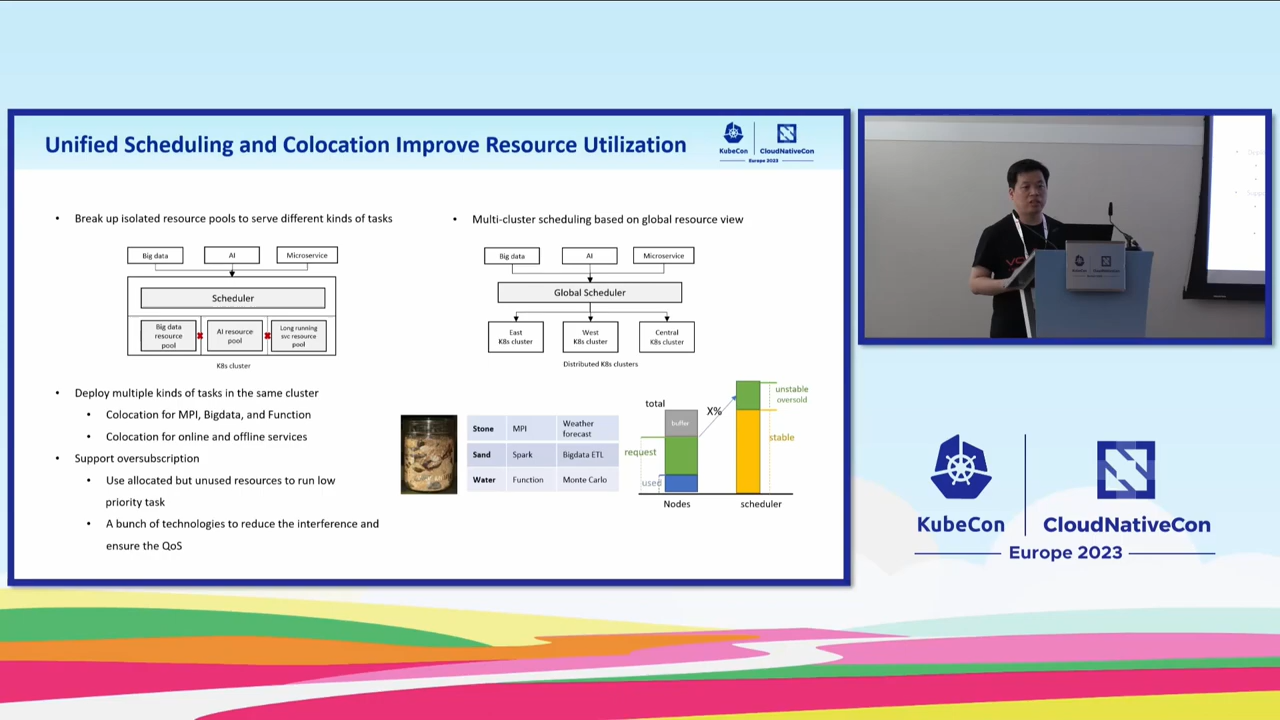 Unified Scheduling and Colocation Improve Resource Utilization
KubeCon
CloudNativeCon
Europe 2023
• Break up isolated resource pools to serve different kinds of tasks
Big data
AI
Microservice
Scheduler
Big data
resource
pool
AI resource
pool
Long running
svc resource
pool
K8s cluster
• Multi-cluster scheduling based on global resource view
Big data
AI
Microservice
Global Scheduler
East
K8s cluster
West
K8s cluster
Central
K8s cluster
Distributed K8s clusters
• Deploy multiple kinds of tasks in the same cluster
• Colocation for MPI, Bigdata, and Function
• Colocation for online and offline services
• Support oversubscription
• Use allocated but unused resources to run low
priority task
• A bunch of technologies to reduce the interference and
ensure the QoS
Stone MPI Weather
forecast
Sand Spark Bigdata ETL
Water Function Monte Carlo
total
buffer
request
used
X%
unstable
oversold
stable
Nodes
scheduler
KubeCon
CloudNativeCon
Europe 2023